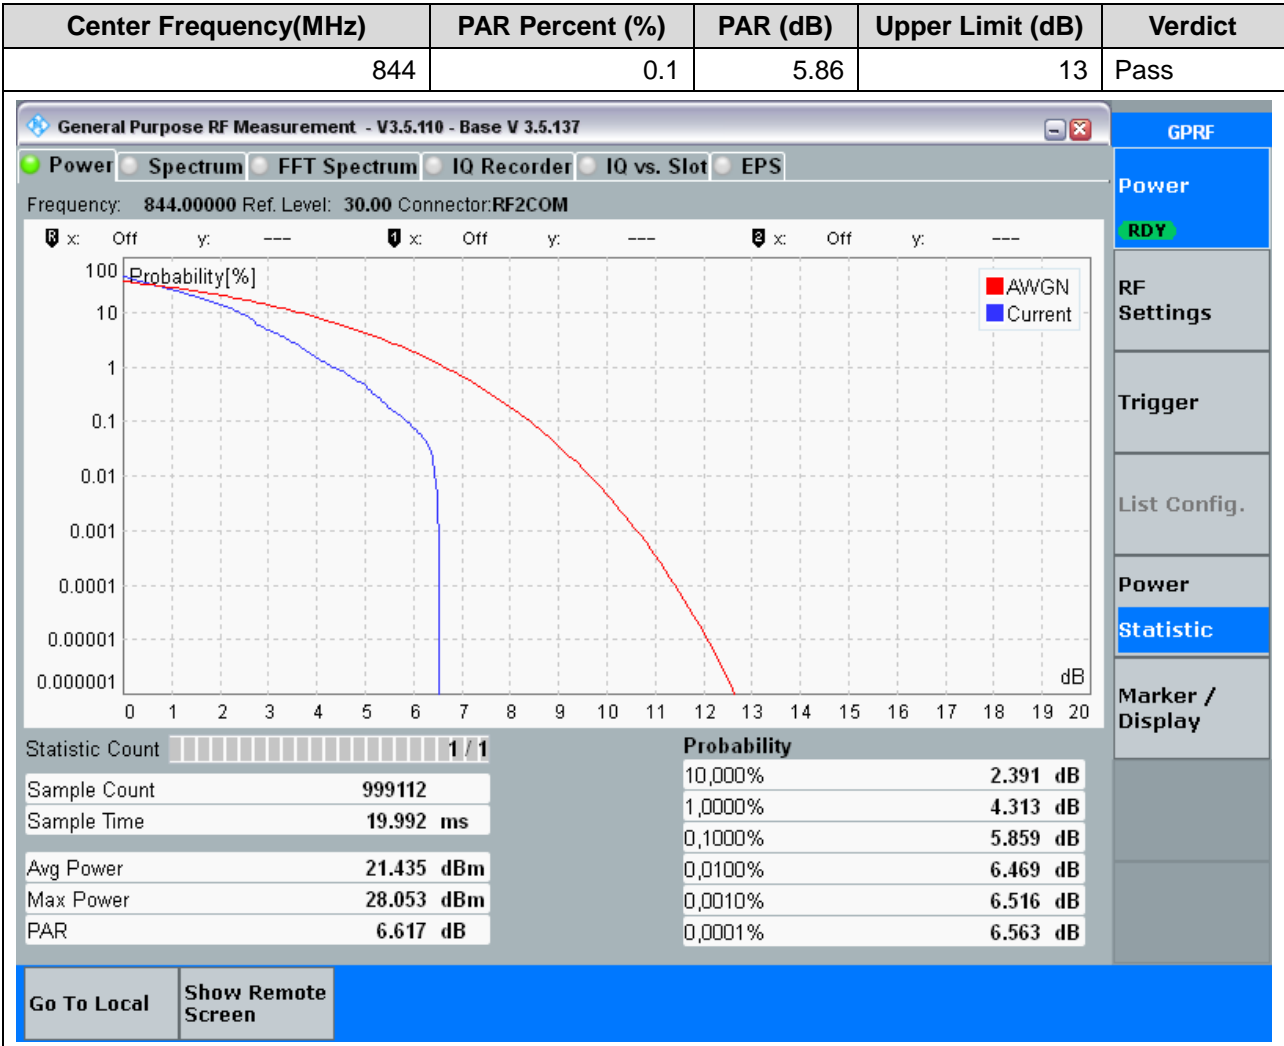 Center Frequency(MHz) PAR Percent (%) PAR (dB) Upper Limit (dB) Verdict
844 0.1 5.86 13 Pass
General Purpose RF Measurement - V3.5.110 - Base V 3.5.137
GPRF
Power Spectrum FFT Spectrum IQ Recorder IQ vs. Slot EPS
Frequency: 844.00000 Ref. Level: 30.00 Connector:RF2COM
R x: Off y: --- 1 x: Off y: --- 2 x: Off y: ---
Probability[%]
AWGN
Current
100
10
1
0.1
0.01
0.001
0.0001
0.00001
0.000001
dB
0 1 2 3 4 5 6 7 8 9 10 11 12 13 14 15 16 17 18 19 20
Statistic Count 1 / 1
Sample Count 999112
Sample Time 19.992 ms
Avg Power 21.435 dBm
Max Power 28.053 dBm
PAR 6.617 dB
Probability
10,000% 2.391 dB
1,0000% 4.313 dB
0,1000% 5.859 dB
0,0100% 6.469 dB
0,0010% 6.516 dB
0,0001% 6.563 dB
Power
RDY
RF
Settings
Trigger
List Config.
Power
Statistic
Marker /
Display
Go To Local
Show Remote
Screen